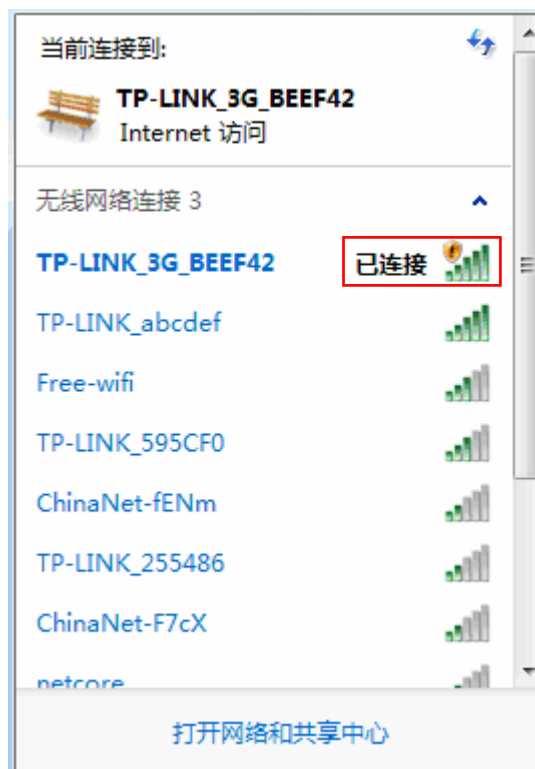 当前连接到:
TP-LINK_3G_BEEF42
Internet 访问
无线网络连接 3
TP-LINK_3G_BEEF42 已连接
TP-LINK_abcdef
Free-wifi
TP-LINK_595CF0
ChinaNet-fENm
TP-LINK_255486
ChinaNet-F7cX
netcore
打开网络和共享中心